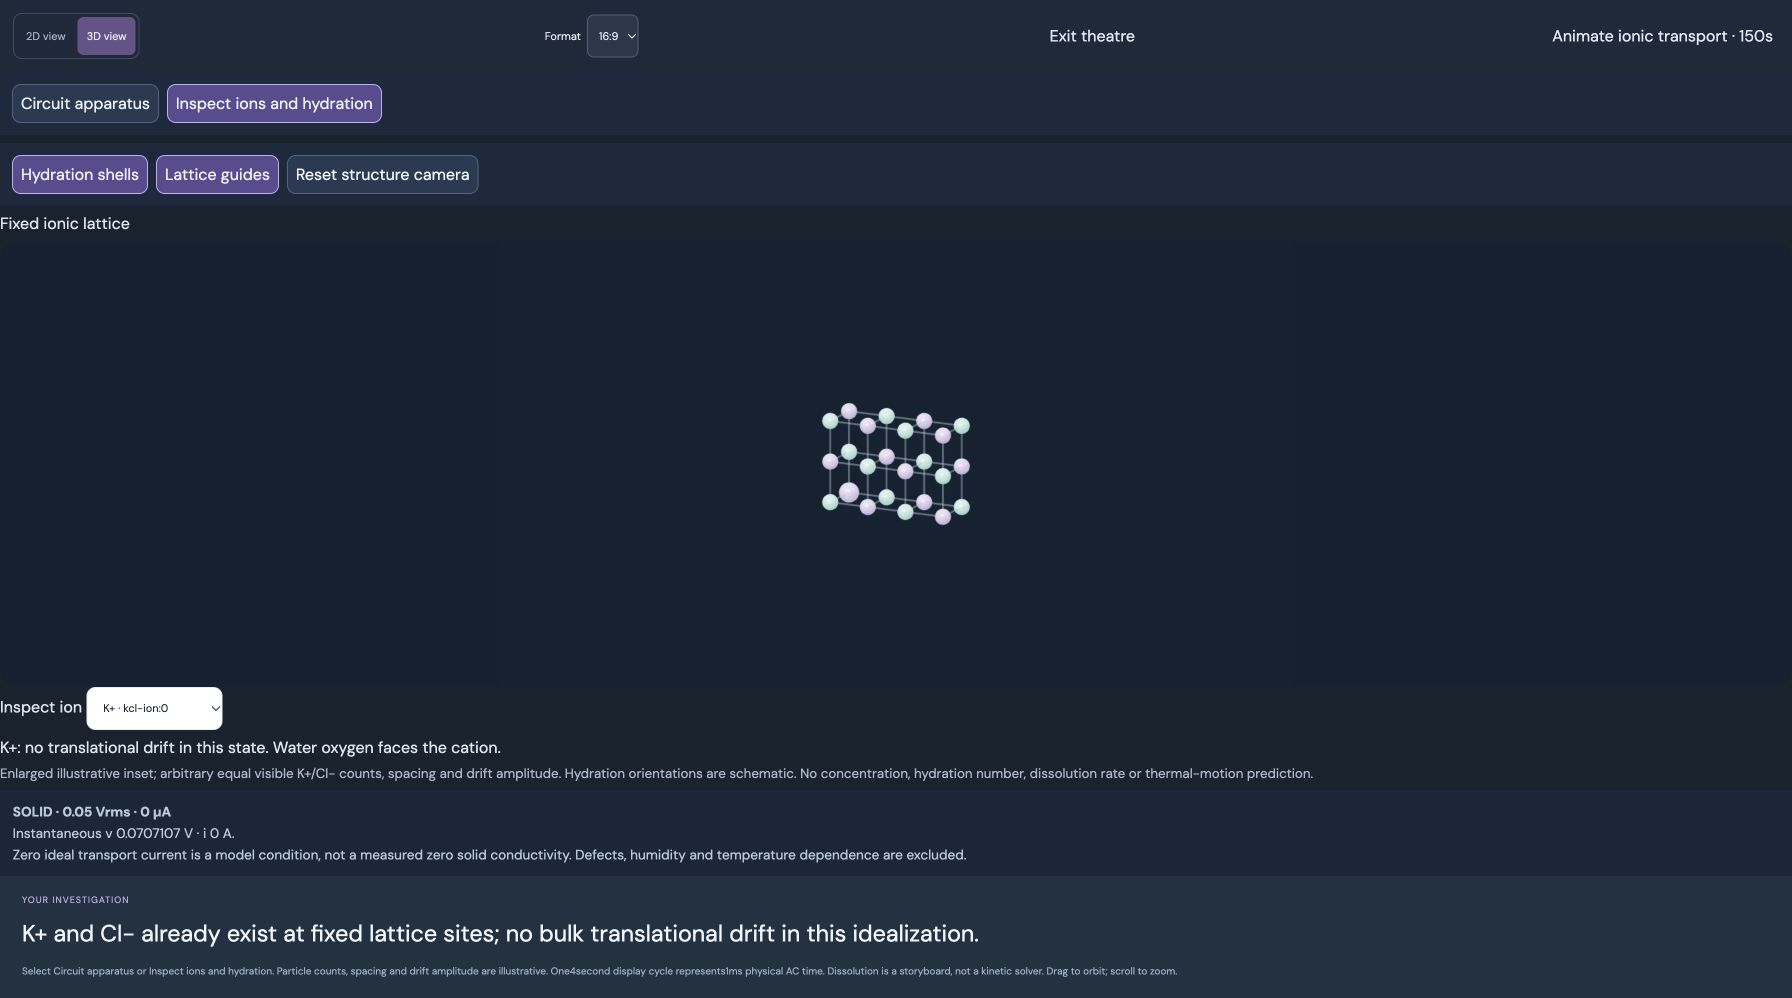 2D view 3D view Format 16:9 Exit theatre Animate ionic transport · 150s
Circuit apparatus Inspect ions and hydration
Hydration shells Lattice guides Reset structure camera
Fixed ionic lattice
Inspect ion K+ · kcl-ion:0
K+: no translational drift in this state. Water oxygen faces the cation.
Enlarged illustrative inset; arbitrary equal visible K+/Cl- counts, spacing and drift amplitude. Hydration orientations are schematic. No concentration, hydration number, dissolution rate or thermal-motion prediction.
SOLID · 0.05 Vrms · 0 µA
Instantaneous v 0.0707107 V · i 0 A.
Zero ideal transport current is a model condition, not a measured zero solid conductivity. Defects, humidity and temperature dependence are excluded.
YOUR INVESTIGATION
K+ and Cl- already exist at fixed lattice sites; no bulk translational drift in this idealization.
Select Circuit apparatus or Inspect ions and hydration. Particle counts, spacing and drift amplitude are illustrative. One4second display cycle represents1ms physical AC time. Dissolution is a storyboard, not a kinetic solver. Drag to orbit; scroll to zoom.